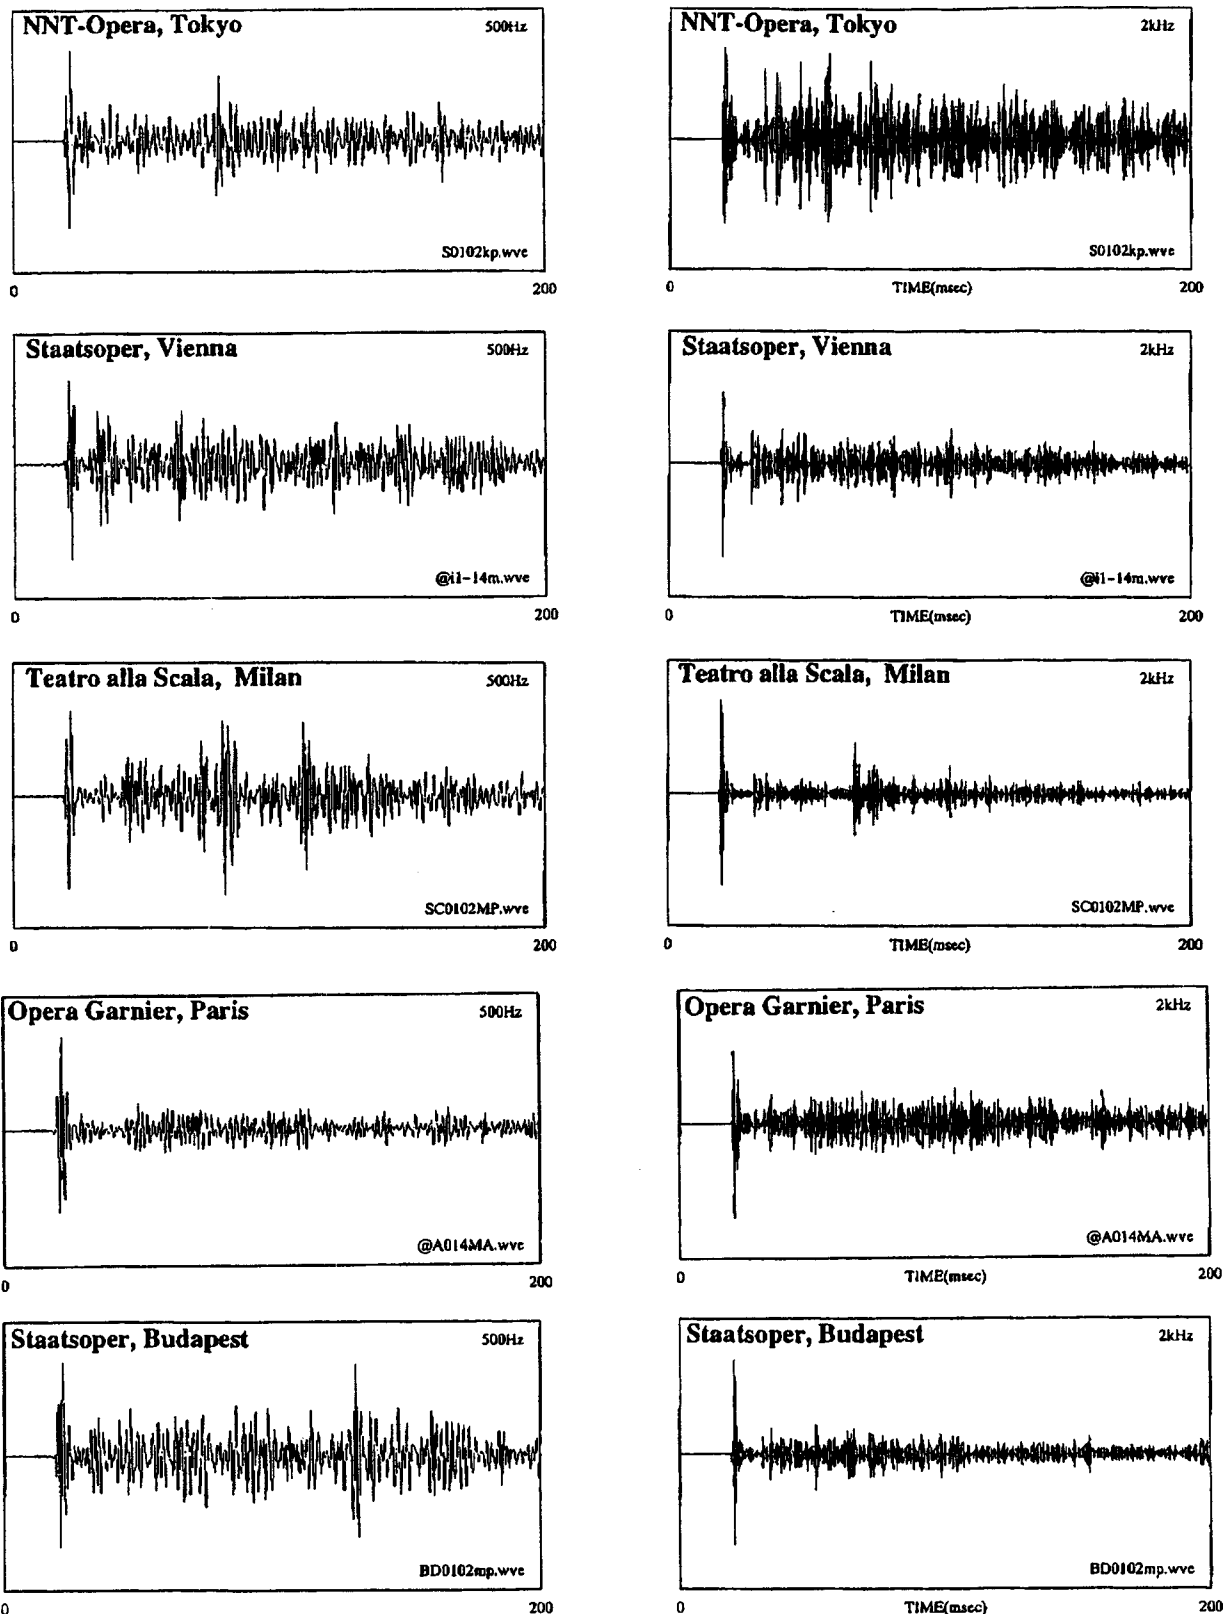 NNT-Opera, Tokyo 500Hz
S0102kp.wve
0 200
NNT-Opera, Tokyo 2kHz
S0102kp.wve
0 TIME(msec) 200
Staatsoper, Vienna 500Hz
@i1-14m.wve
0 200
Staatsoper, Vienna 2kHz
@i1-14m.wve
0 TIME(msec) 200
Teatro alla Scala, Milan 500Hz
SC0102MP.wve
0 200
Teatro alla Scala, Milan 2kHz
SC0102MP.wve
0 TIME(msec) 200
Opera Garnier, Paris 500Hz
@A014MA.wve
0 200
Opera Garnier, Paris 2kHz
@A014MA.wve
0 TIME(msec) 200
Staatsoper, Budapest 500Hz
BD0102mp.wve
0 200
Staatsoper, Budapest 2kHz
BD0102mp.wve
0 TIME(msec) 200